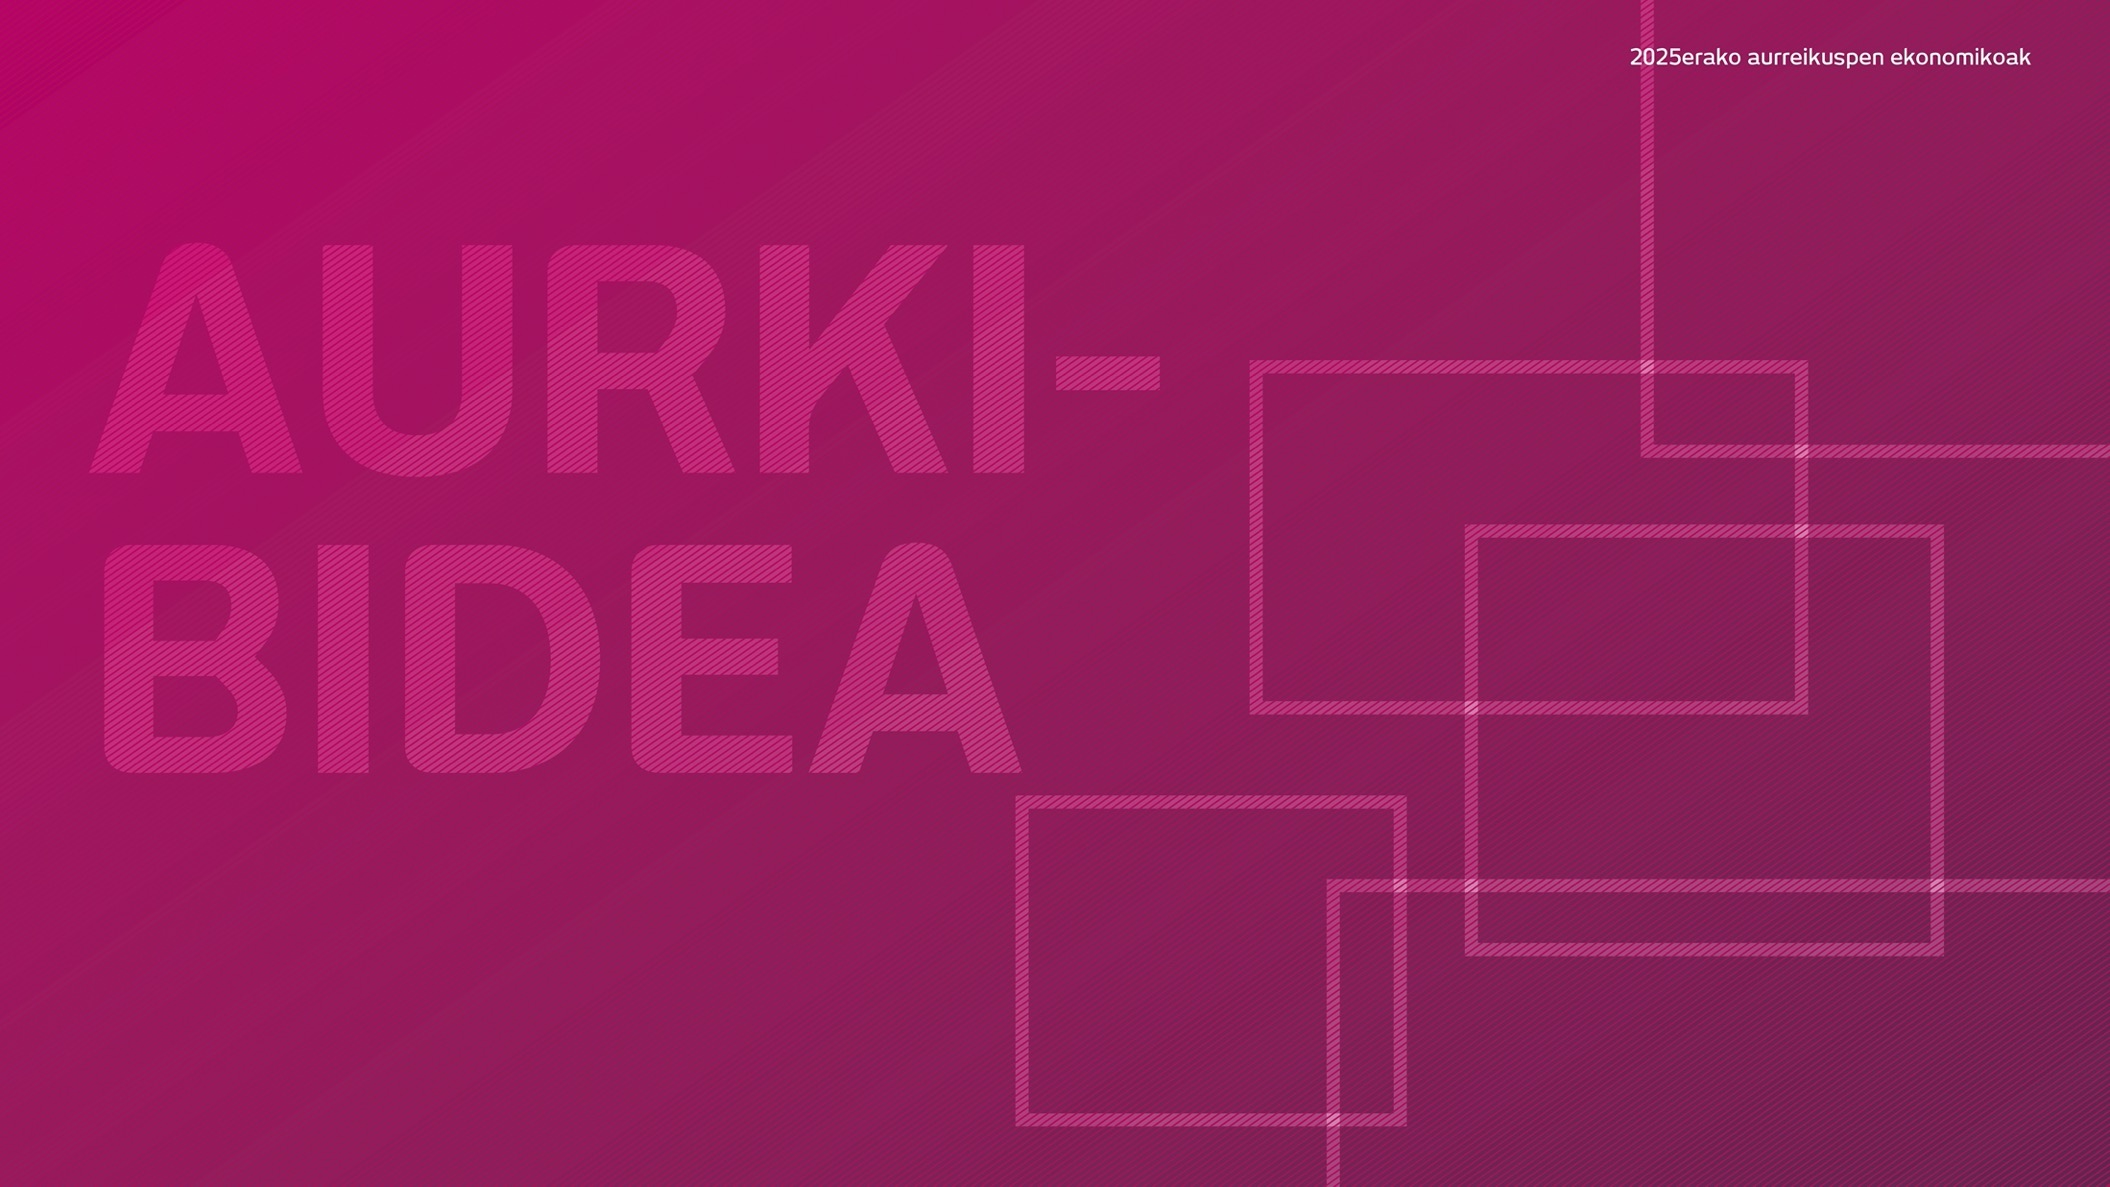 2025erako aurreikuspen ekonomikoak
AURKI-
BIDEA